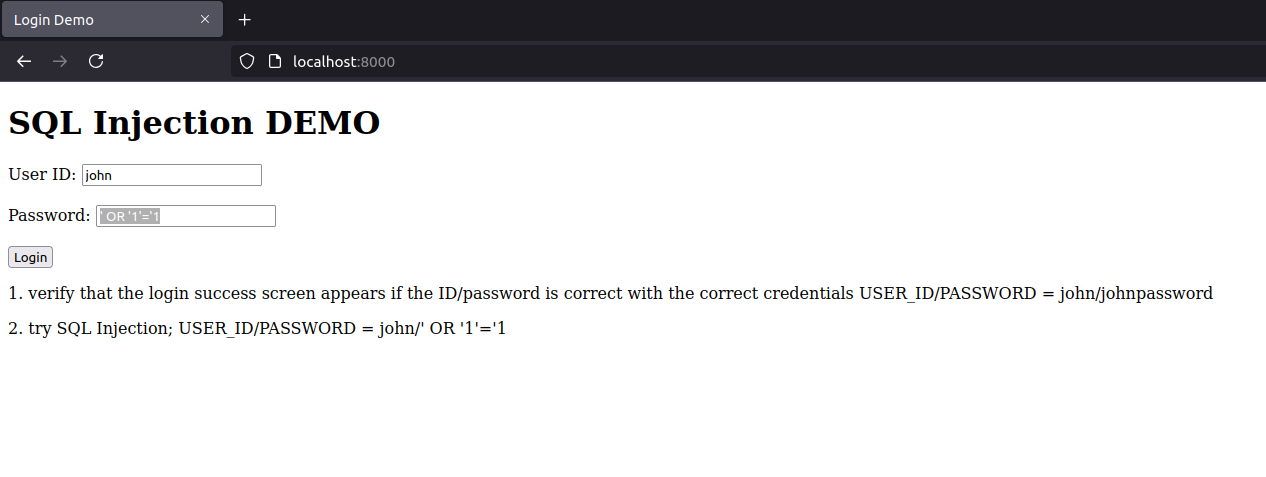 Login Demo
localhost:8000
SQL Injection DEMO
User ID: john
Password: ' OR '1'='1
Login
1. verify that the login success screen appears if the ID/password is correct with the correct credentials USER_ID/PASSWORD = john/johnpassword
2. try SQL Injection; USER_ID/PASSWORD = john/' OR '1'='1